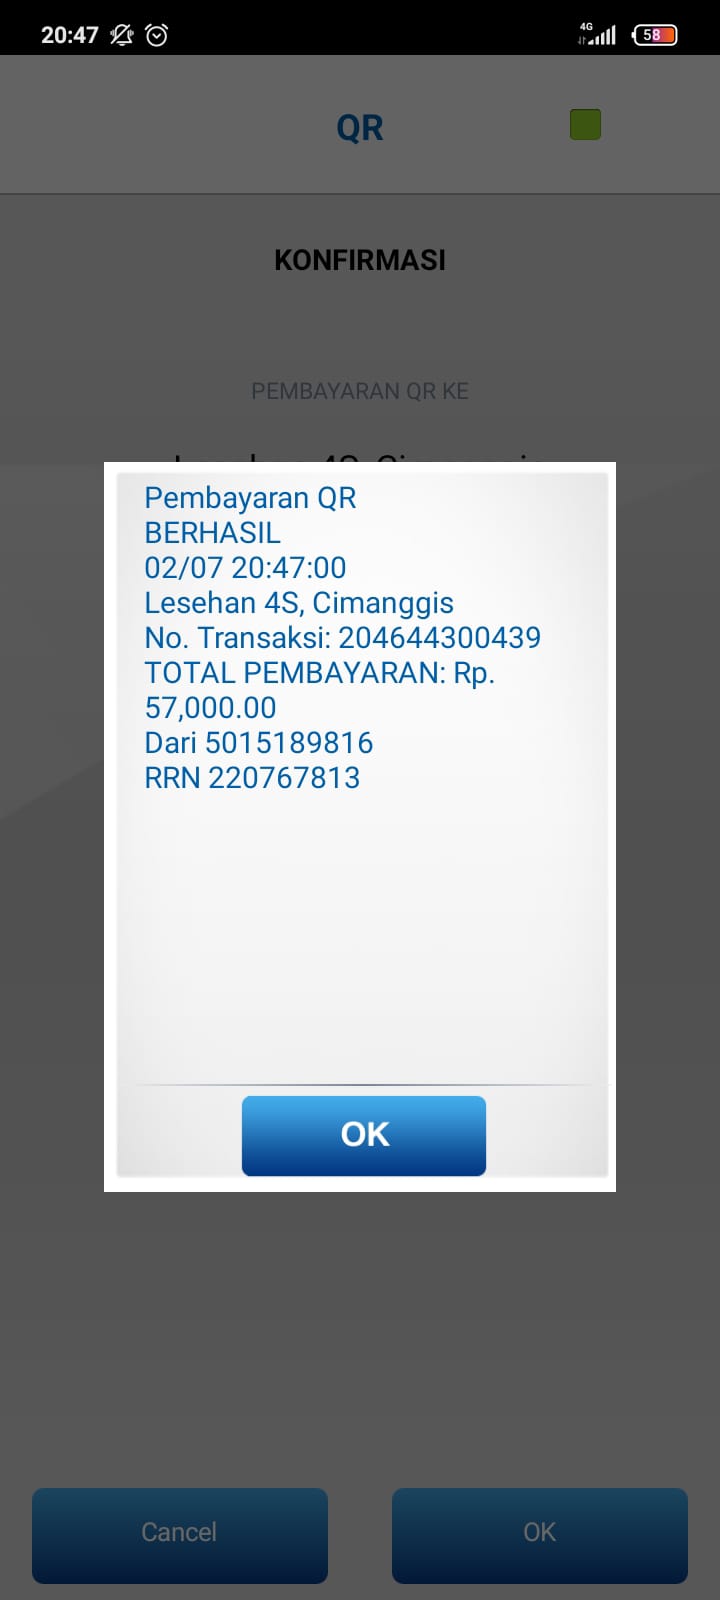 20:47
4G
58
QR
KONFIRMASI
PEMBAYARAN QR KE
Pembayaran QR
BERHASIL
02/07 20:47:00
Lesehan 4S, Cimanggis
No. Transaksi: 204644300439
TOTAL PEMBAYARAN: Rp.
57,000.00
Dari 5015189816
RRN 220767813
OK
Cancel
OK